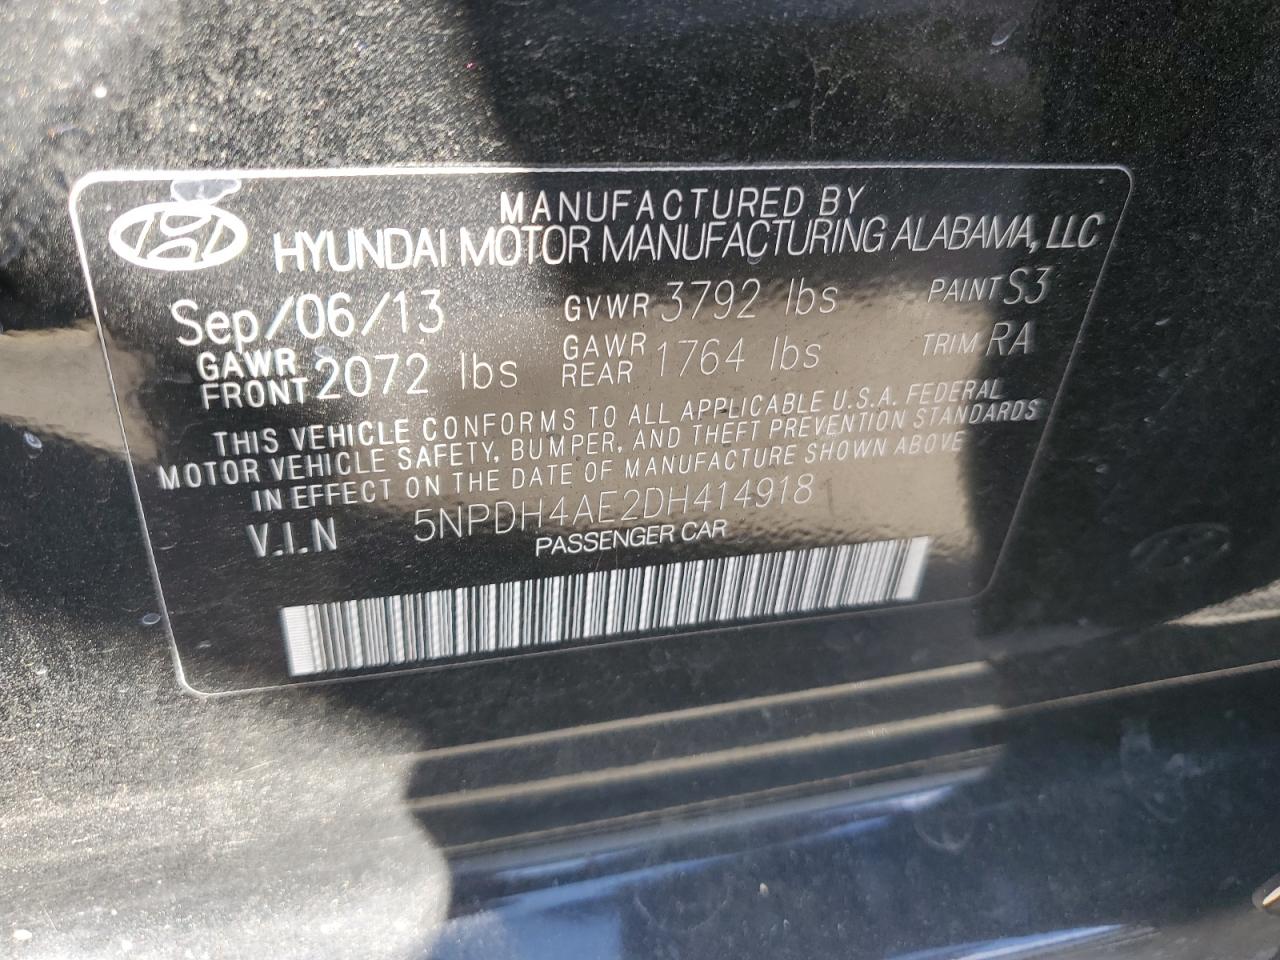 MANUFACTURED BY
HYUNDAI MOTOR MANUFACTURING ALABAMA, LLC
Sep/06/13 GVWR 3792 lbs PAINT S3
GAWR FRONT 2072 lbs GAWR REAR 1764 lbs TRIM RA
THIS VEHICLE CONFORMS TO ALL APPLICABLE U.S.A. FEDERAL
MOTOR VEHICLE SAFETY, BUMPER, AND THEFT PREVENTION STANDARDS
IN EFFECT ON THE DATE OF MANUFACTURE SHOWN ABOVE
V.I.N 5NPDH4AE2DH414918
PASSENGER CAR